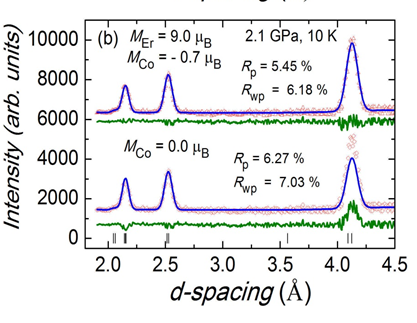 (b) M_Er = 9.0 μ_B 2.1 GPa, 10 K
M_Co = - 0.7 μ_B
R_p = 5.45 %
R_wp = 6.18 %
M_Co = 0.0 μ_B
R_p = 6.27 %
R_wp = 7.03 %
Intensity (arb. units)
10000
8000
6000
4000
2000
0
2.0 2.5 3.0 3.5 4.0 4.5
d-spacing (Å)